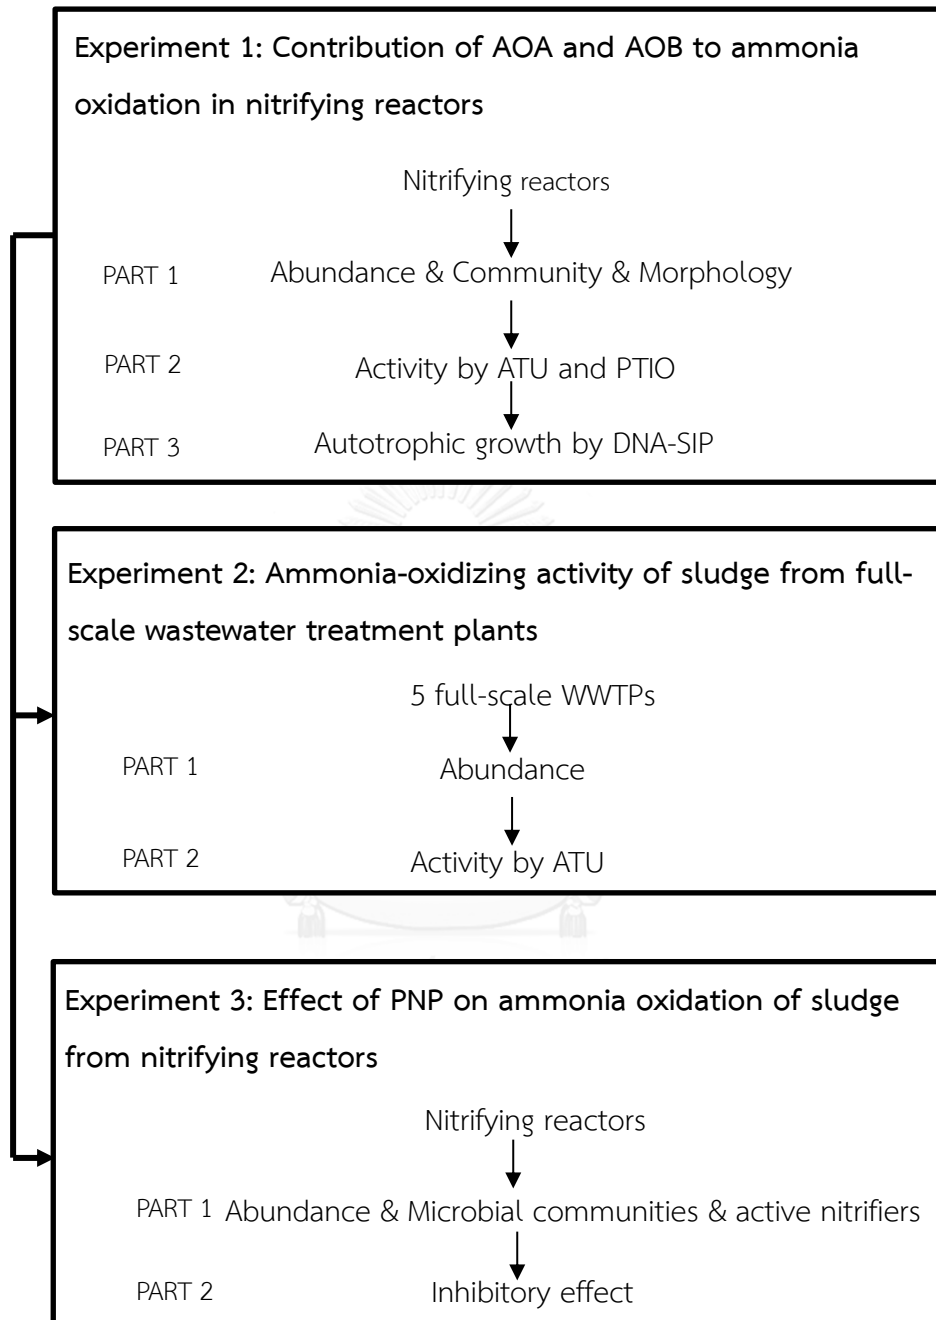 Experiment 1: Contribution of AOA and AOB to ammonia
oxidation in nitrifying reactors
Nitrifying reactors
PART 1 Abundance & Community & Morphology
PART 2 Activity by ATU and PTIO
PART 3 Autotrophic growth by DNA-SIP
Experiment 2: Ammonia-oxidizing activity of sludge from full-
scale wastewater treatment plants
5 full-scale WWTPs
PART 1 Abundance
PART 2 Activity by ATU
Experiment 3: Effect of PNP on ammonia oxidation of sludge
from nitrifying reactors
Nitrifying reactors
PART 1 Abundance & Microbial communities & active nitrifiers
PART 2 Inhibitory effect